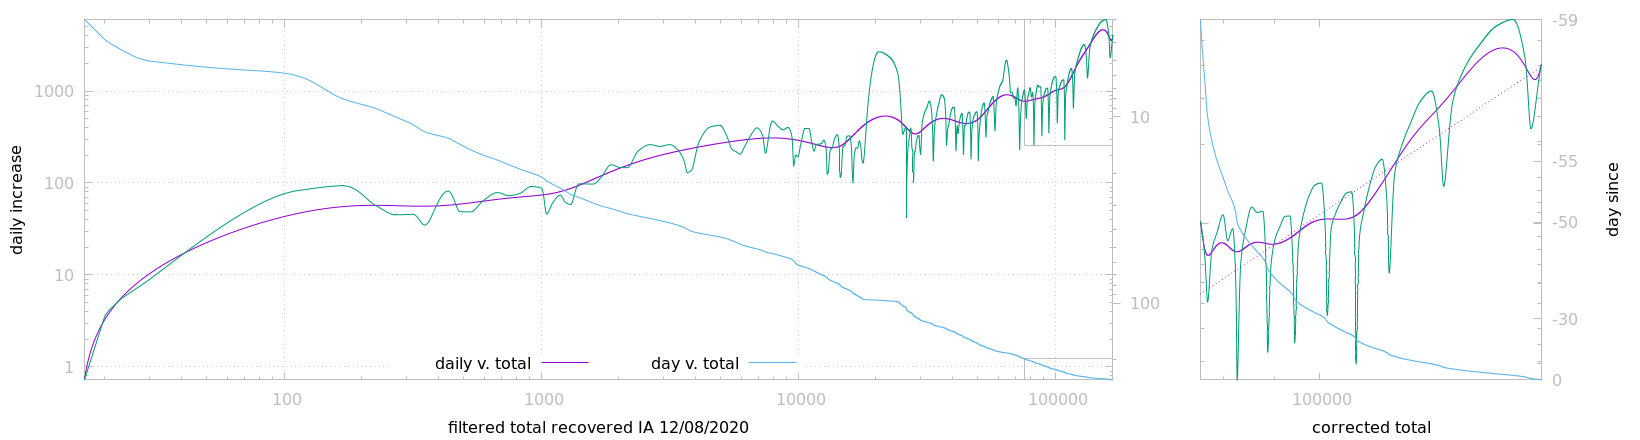 daily increase
1000
100
10
1
daily v. total
day v. total
100
1000
10000
100000
filtered total recovered IA 12/08/2020
10
100
100000
corrected total
-59
-55
-50
-30
0
day since